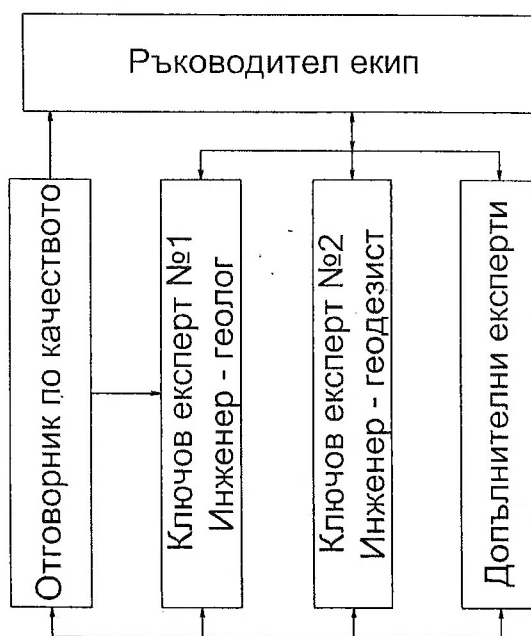 Ръководител екип
Отговорник по качеството
Ключов експерт №1
Инженер - геолог
Ключов експерт №2
Инженер - геодезист
Допълнителни експерти